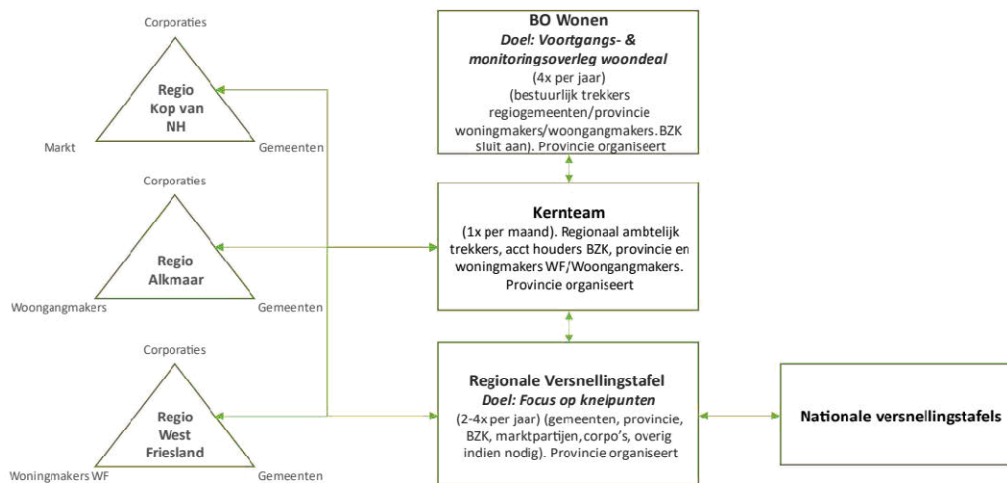 Corporaties
Regio
Kop van
NH
Markt
Gemeenten
Corporaties
Regio
Alkmaar
Woongangmakers
Gemeenten
Corporaties
Regio
West
Friesland
Woningmakers WF
Gemeenten
BO Wonen
Doel: Voortgangs- &
monitoringsoverleg woondeal
(4x per jaar)
(bestuurlijk trekkers
regiogemeenten/provincie
woningmakers/woongangmakers. BZK
sluit aan). Provincie organiseert
Kernteam
(1x per maand). Regionaal ambtelijk
trekkers, acct houders BZK, provincie en
woningmakers WF/Woongangmakers.
Provincie organiseert
Regionale Versnellingstafel
Doel: Focus op knelpunten
(2-4x per jaar) (gemeenten, provincie,
BZK, marktpartijen, corpo's, overig
indien nodig). Provincie organiseert
Nationale versnellingstafels